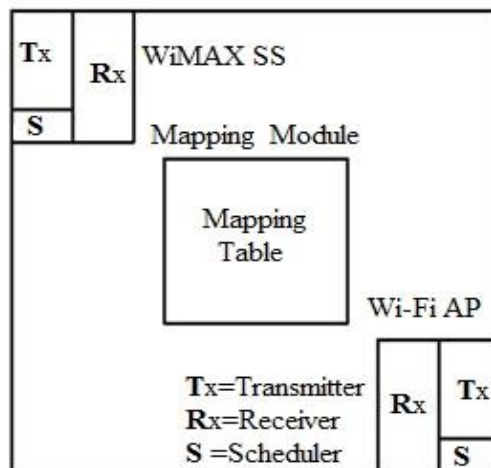 Tx
Rx
WiMAX SS
S
Mapping Module
Mapping
Table
Wi-Fi AP
Tx=Transmitter
Rx=Receiver
S =Scheduler
Rx
Tx
S